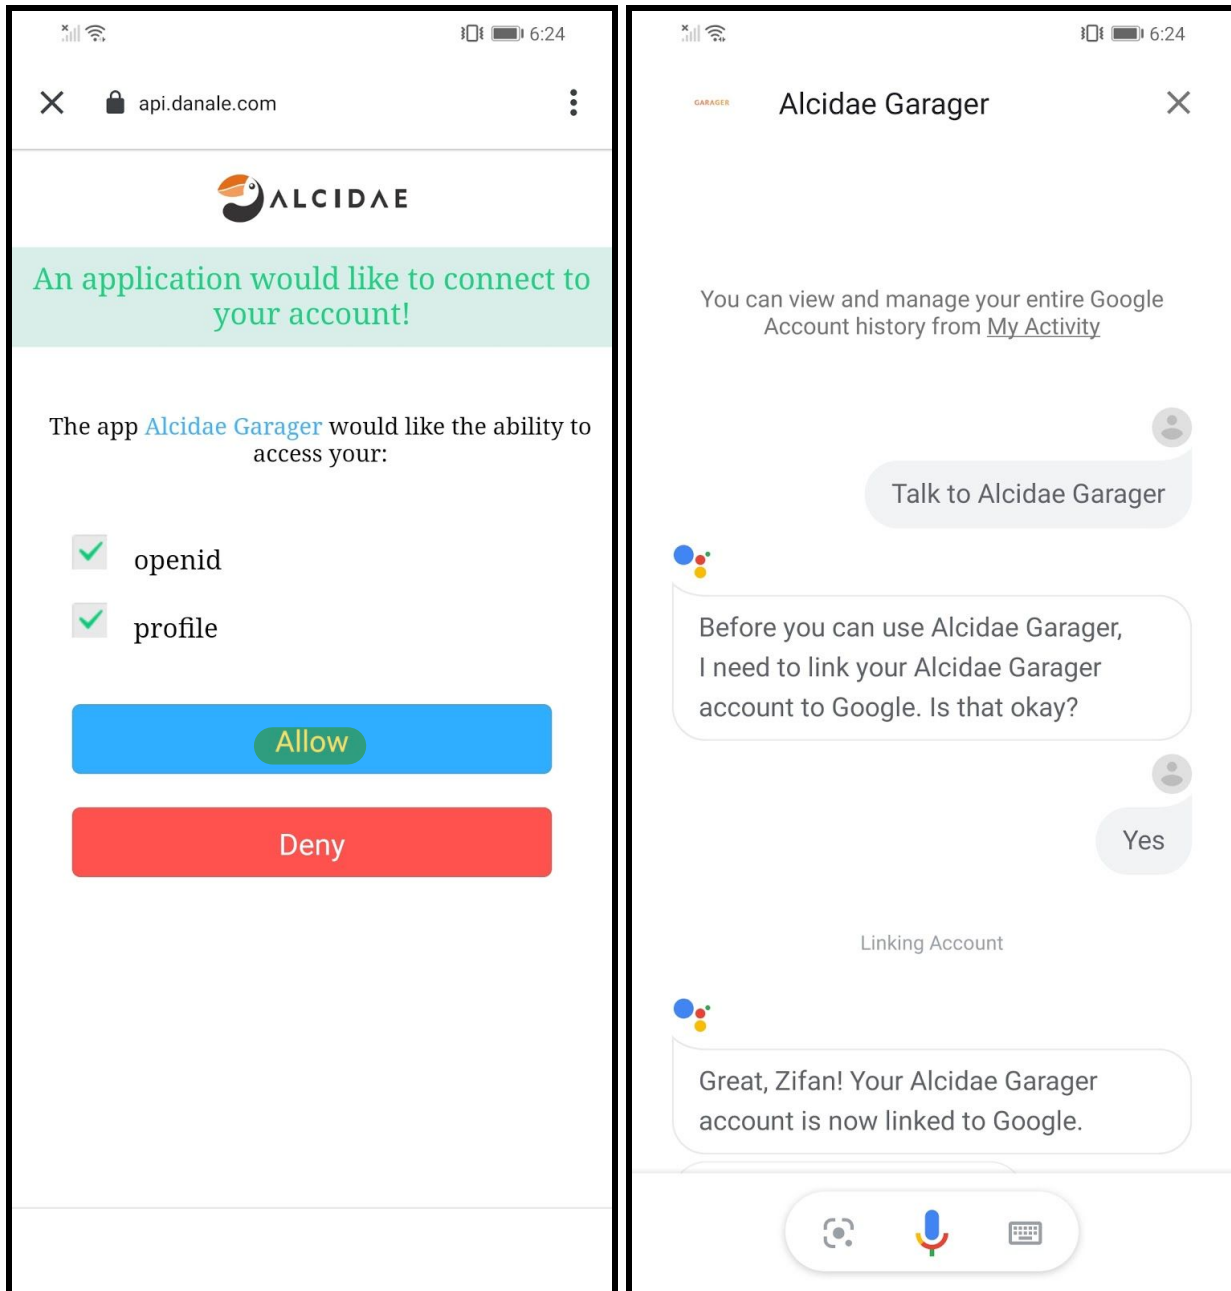 6:24
api.danale.com
ALCIDAE
An application would like to connect to
your account!
The app Alcidae Garager would like the ability to
access your:
openid
profile
Allow
Deny
6:24
GARAGER
Alcidae Garager
You can view and manage your entire Google
Account history from My Activity
Talk to Alcidae Garager
Before you can use Alcidae Garager,
I need to link your Alcidae Garager
account to Google. Is that okay?
Yes
Linking Account
Great, Zifan! Your Alcidae Garager
account is now linked to Google.